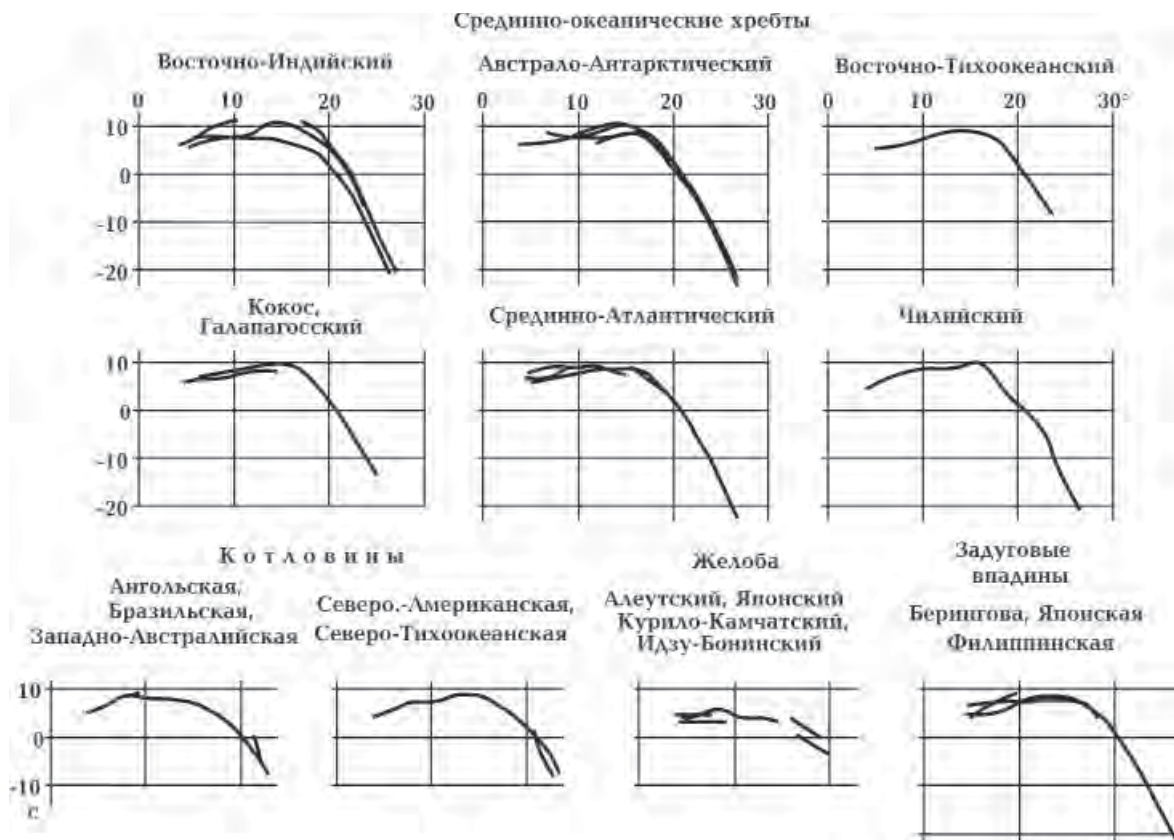 Срединно-океанические хребты
Восточно-Индийский
Австрало-Антарктический
Восточно-Тихоокеанский
0 10 20 30
0 10 20 30
0 10 20 30°
10
0
-10
-20
Кокос,
Галапагосский
Срединно-Атлантический
Чилийский
10
0
-10
-20
Котловины
Ангольская,
Бразильская,
Западно-Австралийская
Северо.-Американская,
Северо-Тихоокеанская
Желоба
Алеутский, Японский
Курило-Камчатский,
Идзу-Бонинский
Задуговые
впадины
Берингова, Японская
Филиппинская
10
0
-10